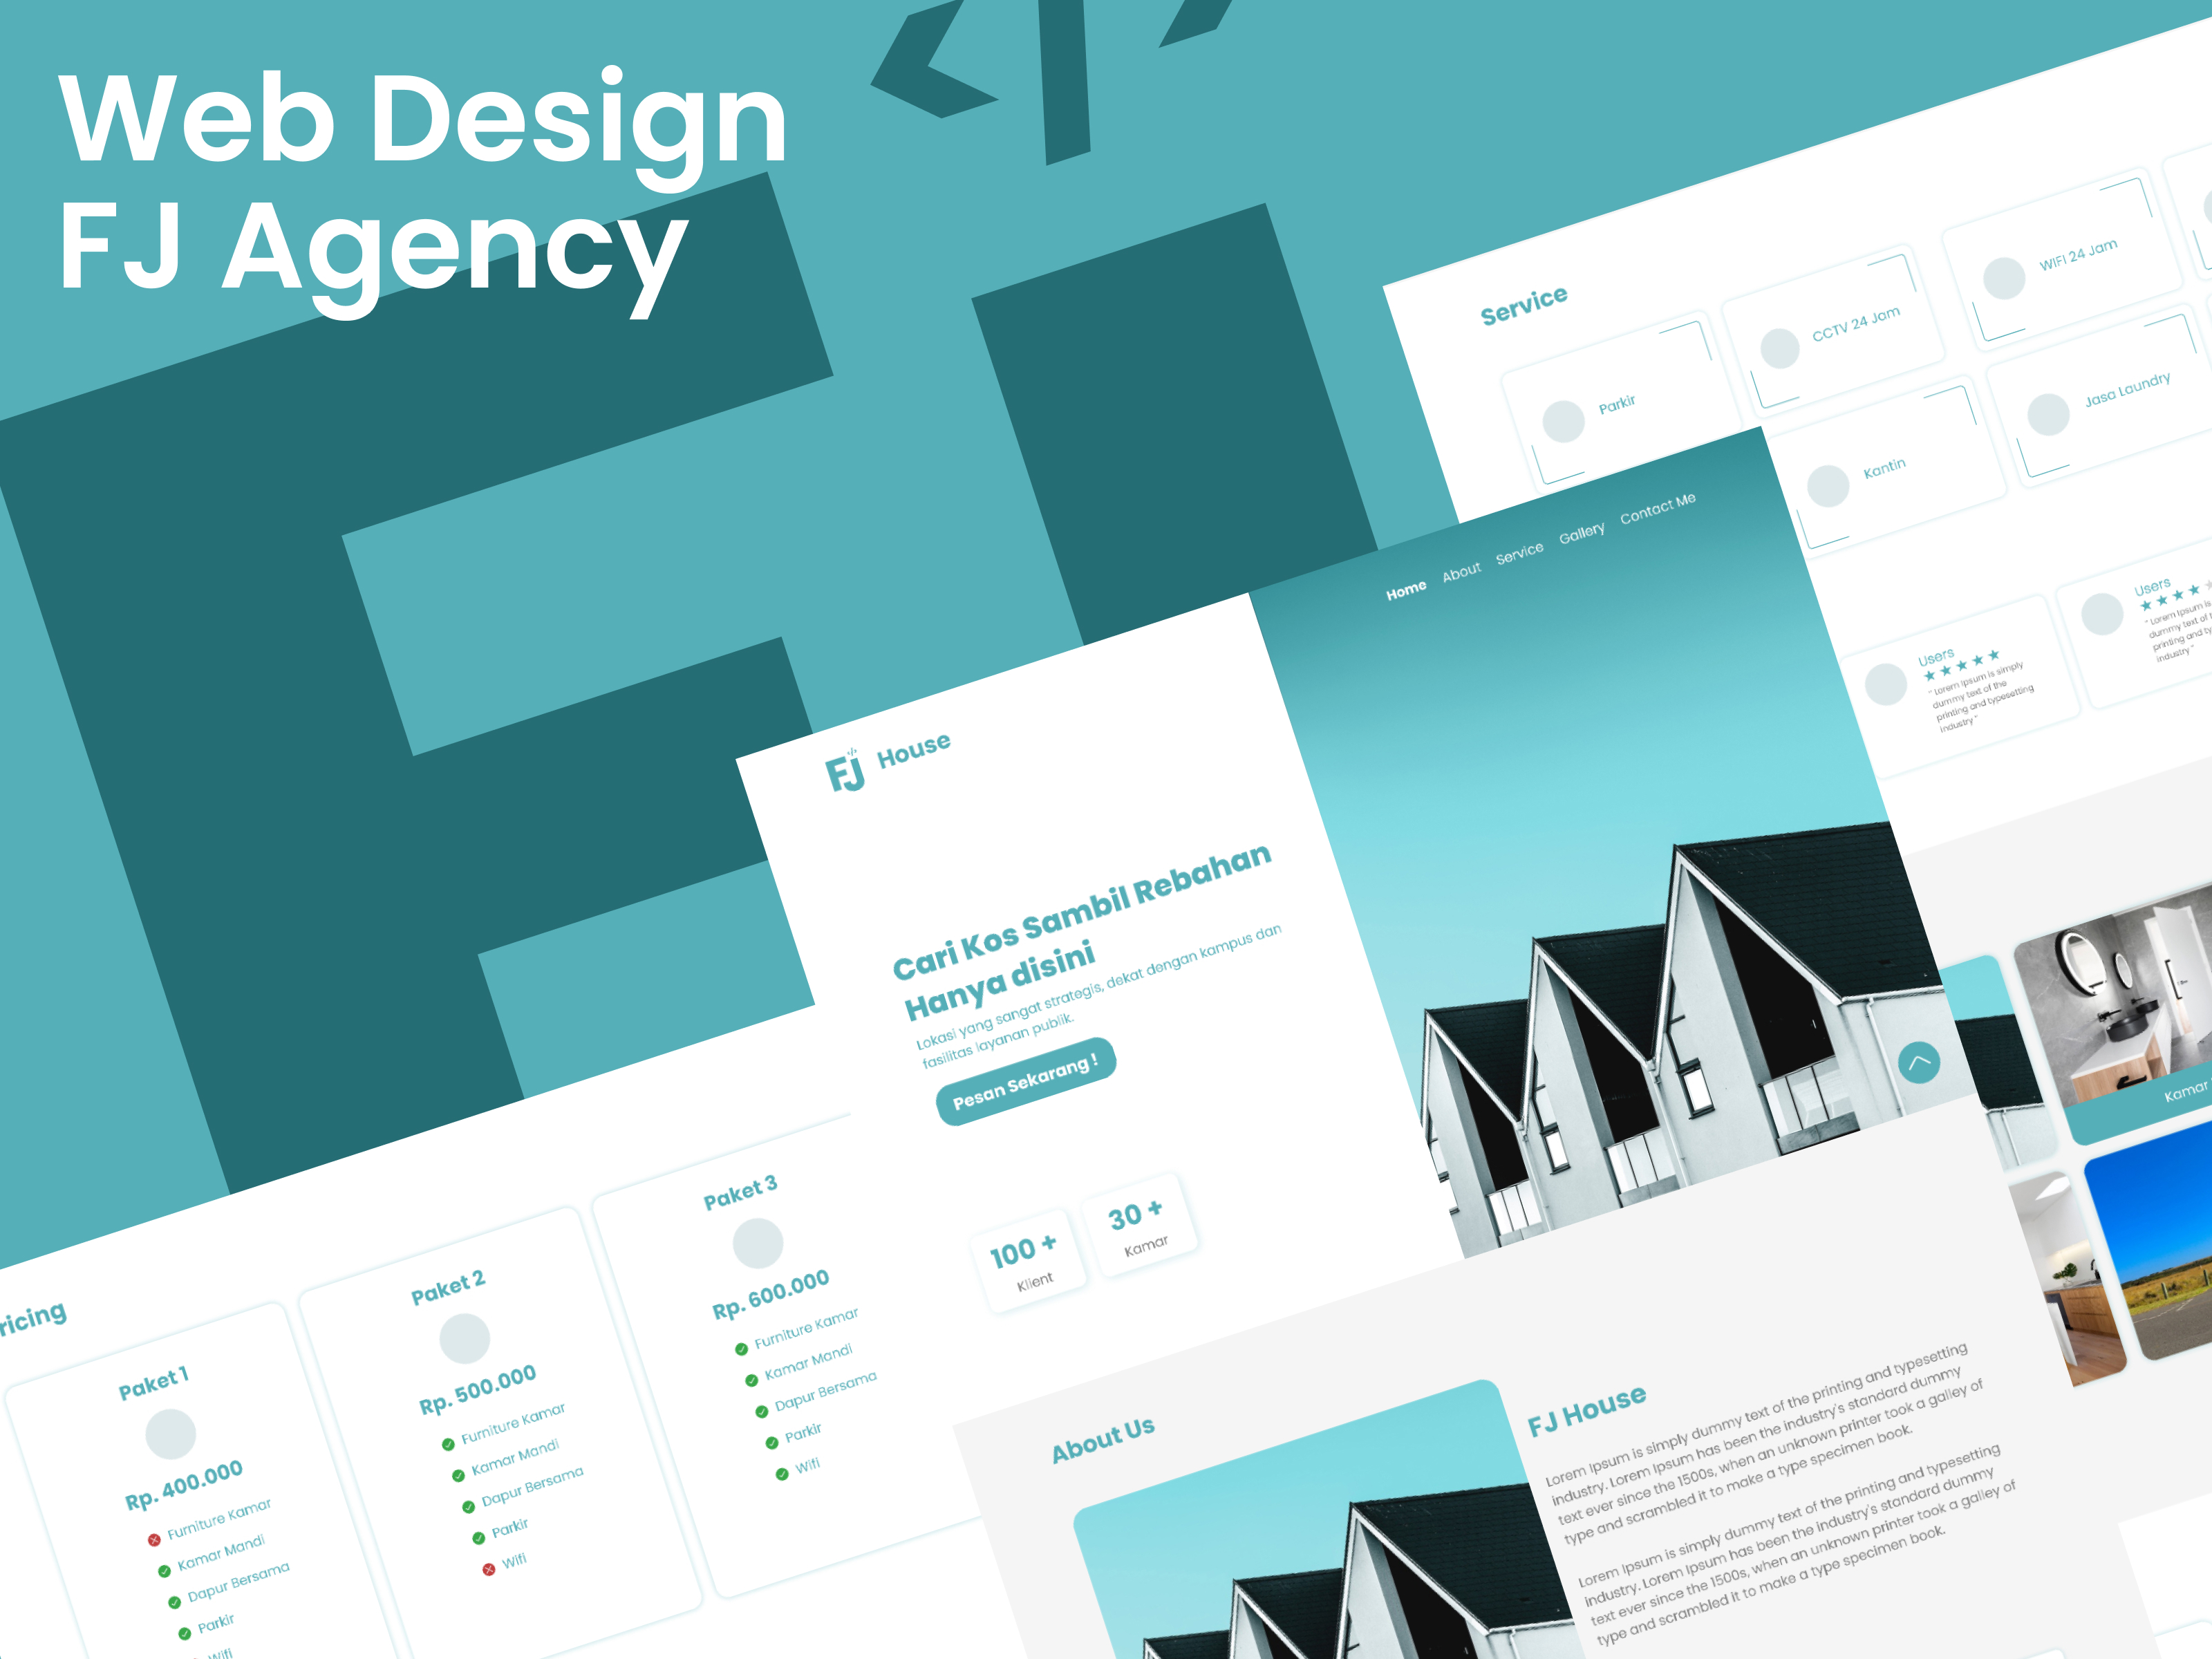 Web Design
FJ Agency
Service
Parkir
CCTV 24 Jam
WIFI 24 Jam
Kantin
Jasa Laundry
Users
" Lorem Ipsum is simply
dummy text of the
printing and typesetting
industry "
Users
" Lorem Ipsum is
dummy text of
printing and
industry "
FJ House
Home About Service Gallery Contact Me
Cari Kos Sambil Rebahan
Hanya disini
Lokasi yang sangat strategis, dekat dengan kampus dan
fasilitas layanan publik.
Pesan Sekarang !
100 +
Klient
30 +
Kamar
Kamar
Paket 1
Rp. 400.000
Furniture Kamar
Kamar Mandi
Dapur Bersama
Parkir
Wifi
Paket 2
Rp. 500.000
Furniture Kamar
Kamar Mandi
Dapur Bersama
Parkir
Wifi
Paket 3
Rp. 600.000
Furniture Kamar
Kamar Mandi
Dapur Bersama
Parkir
Wifi
About Us
FJ House
Lorem Ipsum is simply dummy text of the printing and typesetting
industry. Lorem Ipsum has been the industry's standard dummy
text ever since the 1500s, when an unknown printer took a galley of
type and scrambled it to make a type specimen book.
Lorem Ipsum is simply dummy text of the printing and typesetting
industry. Lorem Ipsum has been the industry's standard dummy
text ever since the 1500s, when an unknown printer took a galley of
type and scrambled it to make a type specimen book.